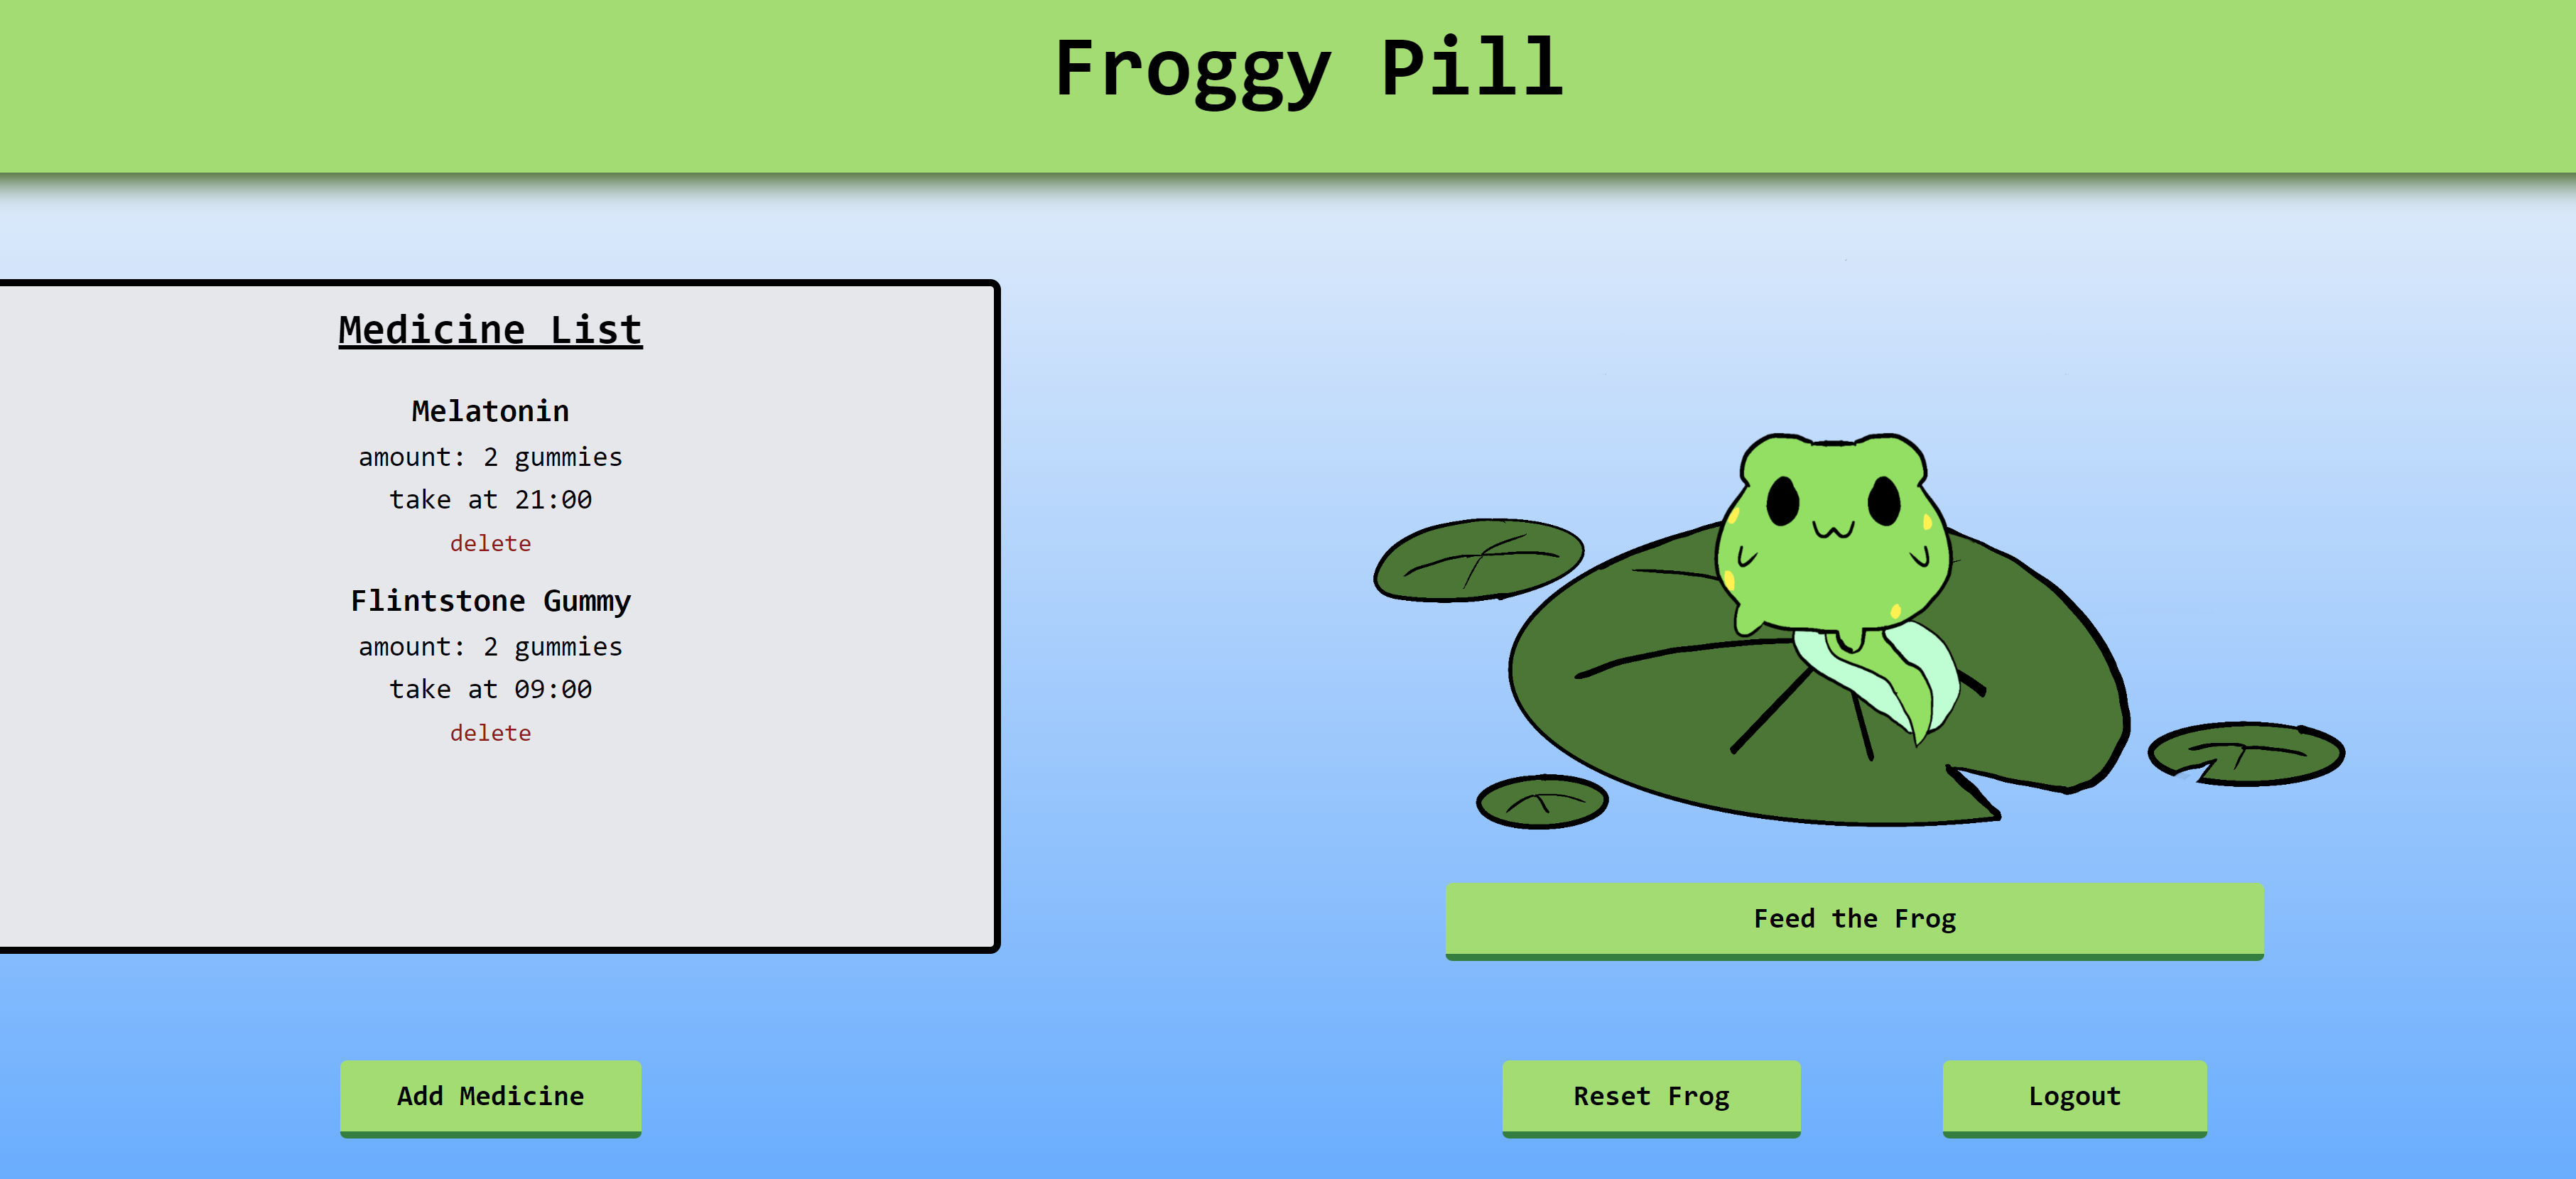 Froggy Pill
Medicine List
Melatonin
amount: 2 gummies
take at 21:00
delete
Flintstone Gummy
amount: 2 gummies
take at 09:00
delete
Feed the Frog
Add Medicine
Reset Frog
Logout